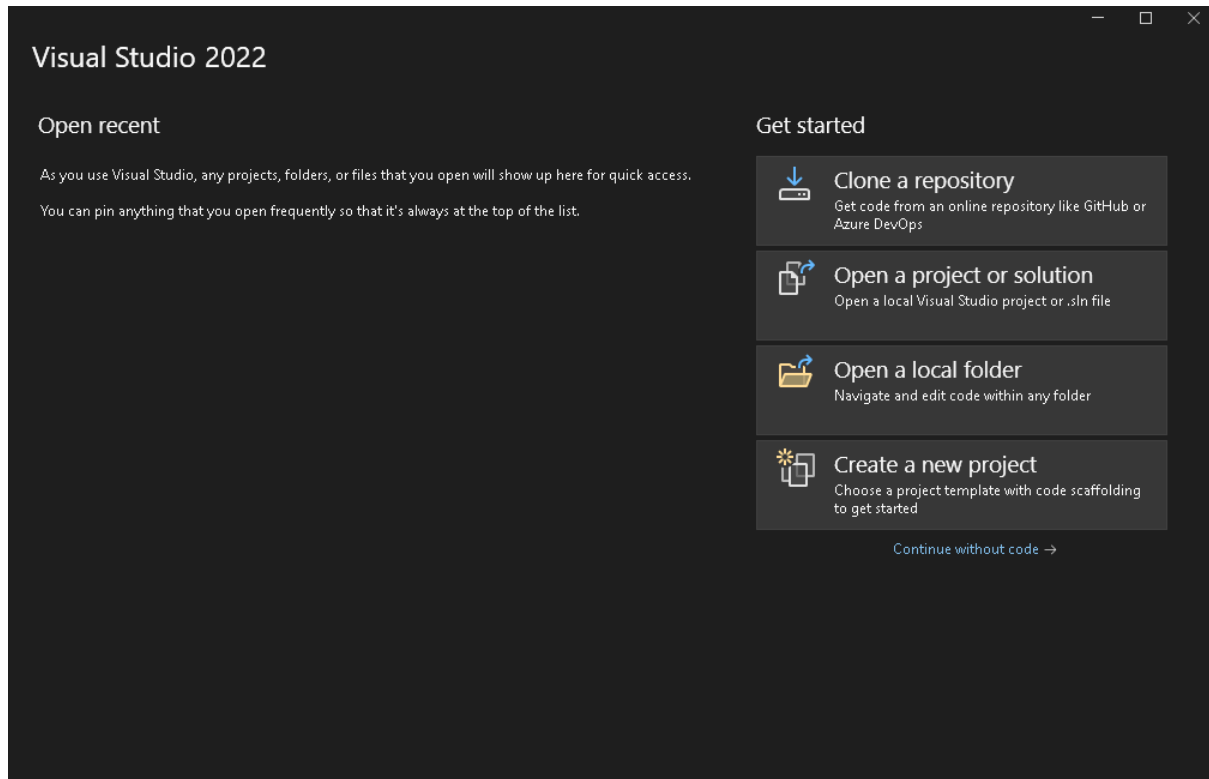 Visual Studio 2022
Open recent
As you use Visual Studio, any projects, folders, or files that you open will show up here for quick access.
You can pin anything that you open frequently so that it's always at the top of the list.
Get started
Clone a repository
Get code from an online repository like GitHub or
Azure DevOps
Open a project or solution
Open a local Visual Studio project or .sln file
Open a local folder
Navigate and edit code within any folder
Create a new project
Choose a project template with code scaffolding
to get started
Continue without code →